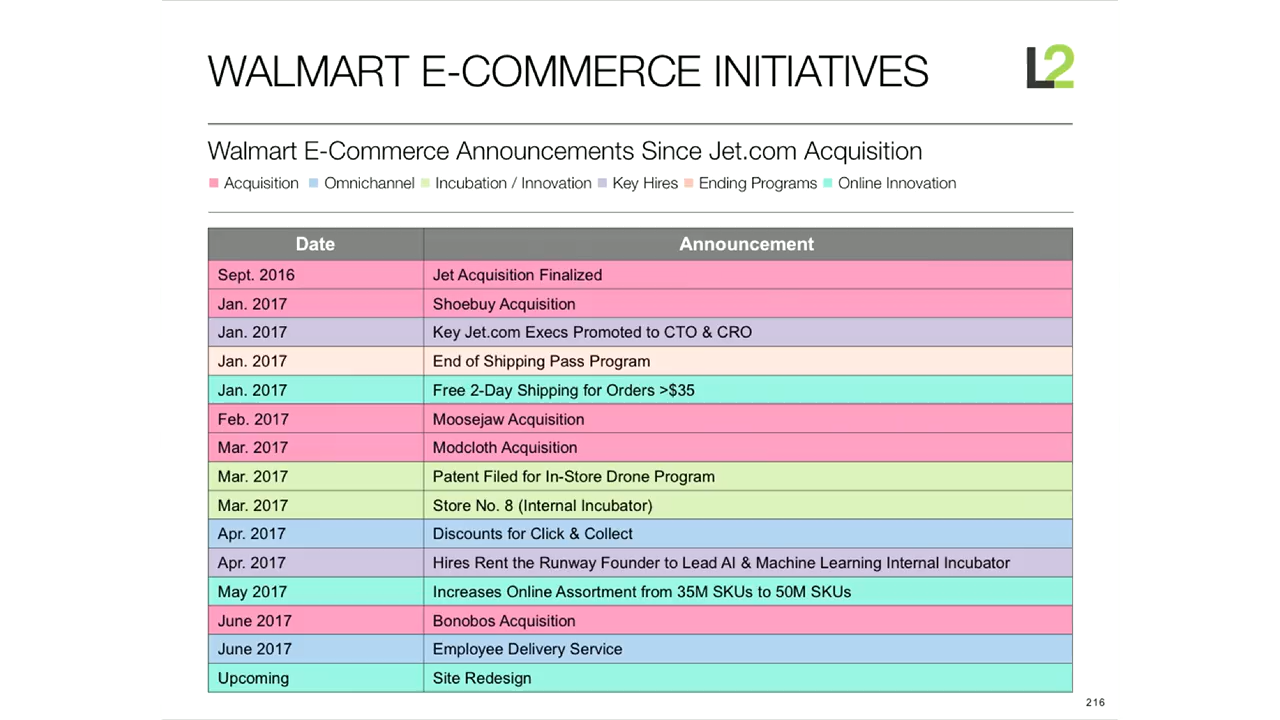 WALMART E-COMMERCE INITIATIVES
L2
Walmart E-Commerce Announcements Since Jet.com Acquisition
Acquisition Omnichannel Incubation / Innovation Key Hires Ending Programs Online Innovation
Date Announcement
Sept. 2016 Jet Acquisition Finalized
Jan. 2017 Shoebuy Acquisition
Jan. 2017 Key Jet.com Execs Promoted to CTO & CRO
Jan. 2017 End of Shipping Pass Program
Jan. 2017 Free 2-Day Shipping for Orders >$35
Feb. 2017 Moosejaw Acquisition
Mar. 2017 Modcloth Acquisition
Mar. 2017 Patent Filed for In-Store Drone Program
Mar. 2017 Store No. 8 (Internal Incubator)
Apr. 2017 Discounts for Click & Collect
Apr. 2017 Hires Rent the Runway Founder to Lead AI & Machine Learning Internal Incubator
May 2017 Increases Online Assortment from 35M SKUs to 50M SKUs
June 2017 Bonobos Acquisition
June 2017 Employee Delivery Service
Upcoming Site Redesign
216